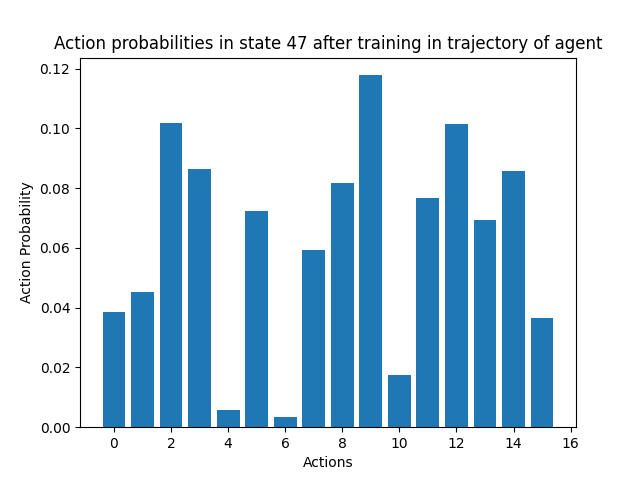 Action probabilities in state 47 after training in trajectory of agent
0.12
0.10
0.08
0.06
0.04
0.02
0.00
Action Probability
0 2 4 6 8 10 12 14 16
Actions